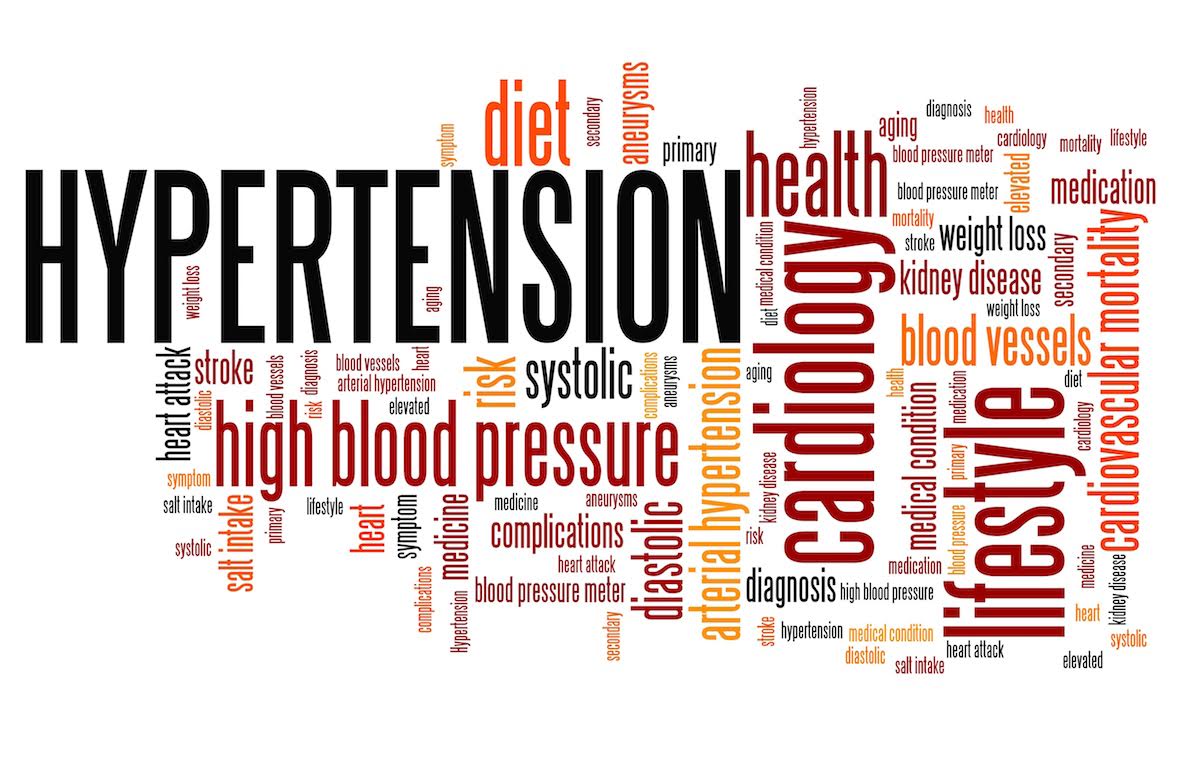 aneurysms
diet
hypertension
secondary
diagnosis
health
aging
symptom
primary
health
cardiology
mortality
lifestyle
blood pressure meter
elevated
HYPERTENSION
blood pressure meter
medication
mortality
cardiovascular mortality
stroke
weight loss
cardiology
medical condition
secondary
kidney disease
weight loss
aging
diet
weight loss
blood vessels
heart attack
stroke
blood vessels
diagnosis
blood vessels
heart
arterial hypertension
risk
systolic
complications
aneurysms
arterial hypertension
aging
health
medication
diet
diastolic
risk
elevated
high blood pressure
medical condition
lifestyle
cardiology
symptom
kidney disease
primary
salt intake
salt intake
primary
lifestyle
heart
symptom
medicine
medicine
aneurysms
diastolic
blood pressure
systolic
complications
risk
heart attack
medication
medicine
kidney disease
complications
Hypertension
blood pressure meter
diagnosis
high blood pressure
secondary
stroke
hypertension
medical condition
heart
systolic
diastolic
salt intake
heart attack
elevated